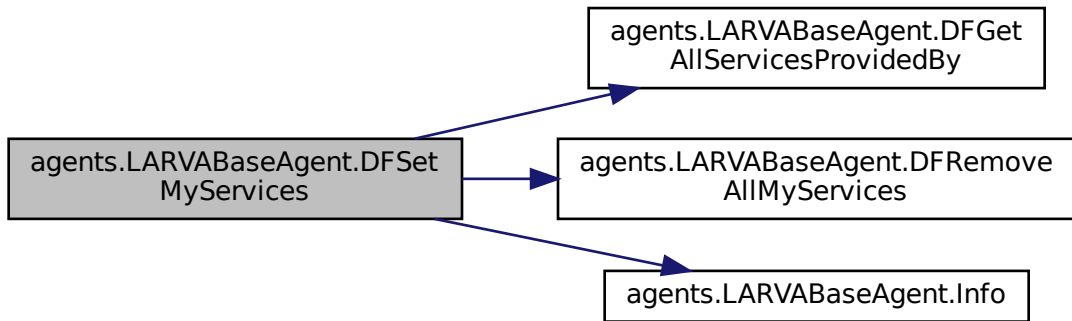 agents.LARVABaseAgent.DFSet
MyServices
agents.LARVABaseAgent.DFGet
AllServicesProvidedBy
agents.LARVABaseAgent.DFRemove
AllMyServices
agents.LARVABaseAgent.Info